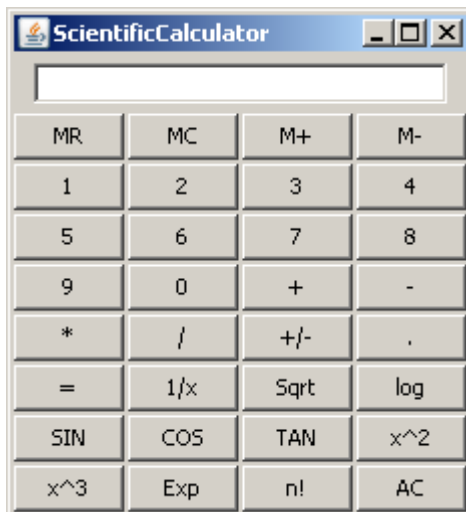 ScientificCalculator
MR MC M+ M-
1 2 3 4
5 6 7 8
9 0 + -
* / +/- .
= 1/x Sqrt log
SIN COS TAN x^2
x^3 Exp n! AC